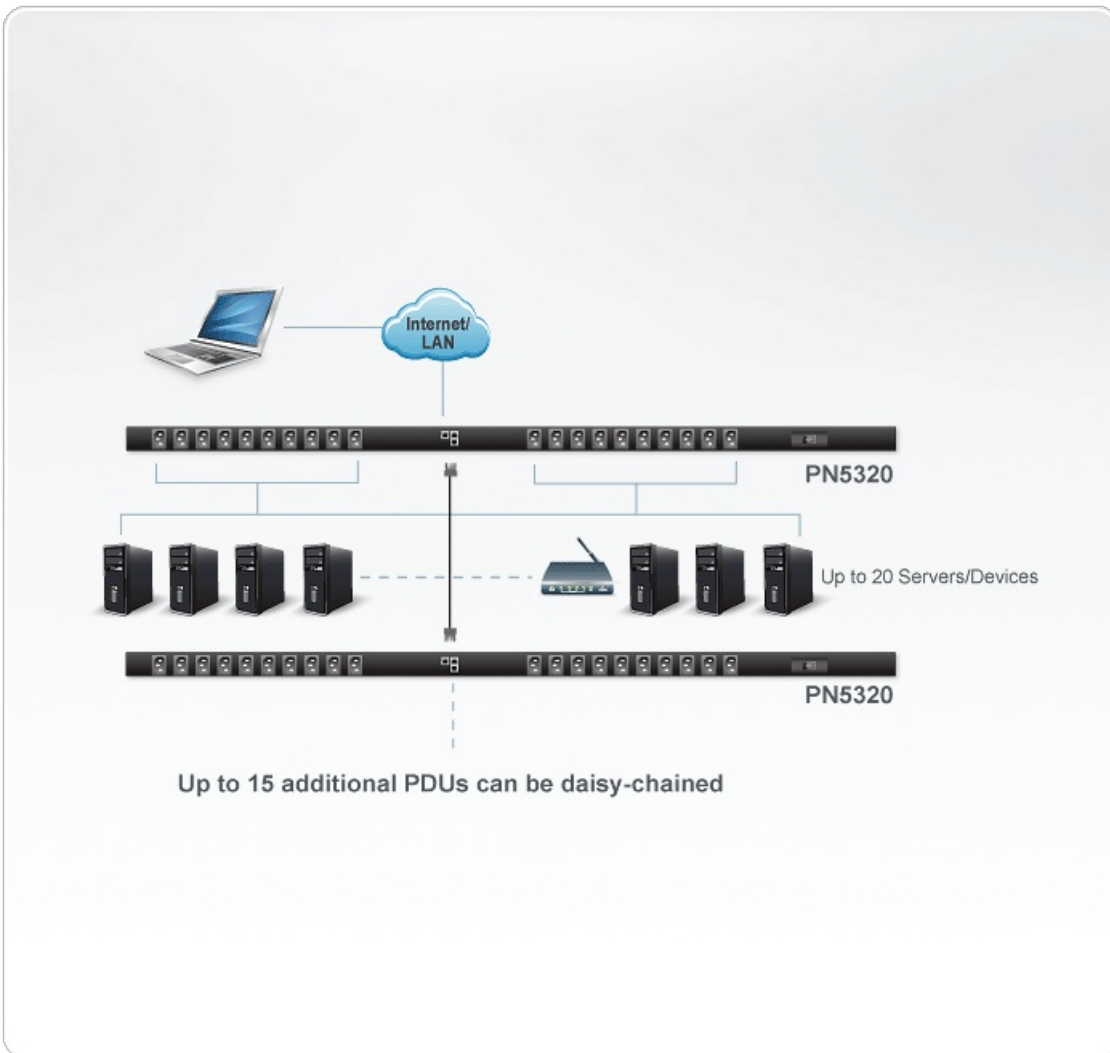 Internet/
LAN
PN5320
Up to 20 Servers/Devices
PN5320
Up to 15 additional PDUs can be daisy-chained